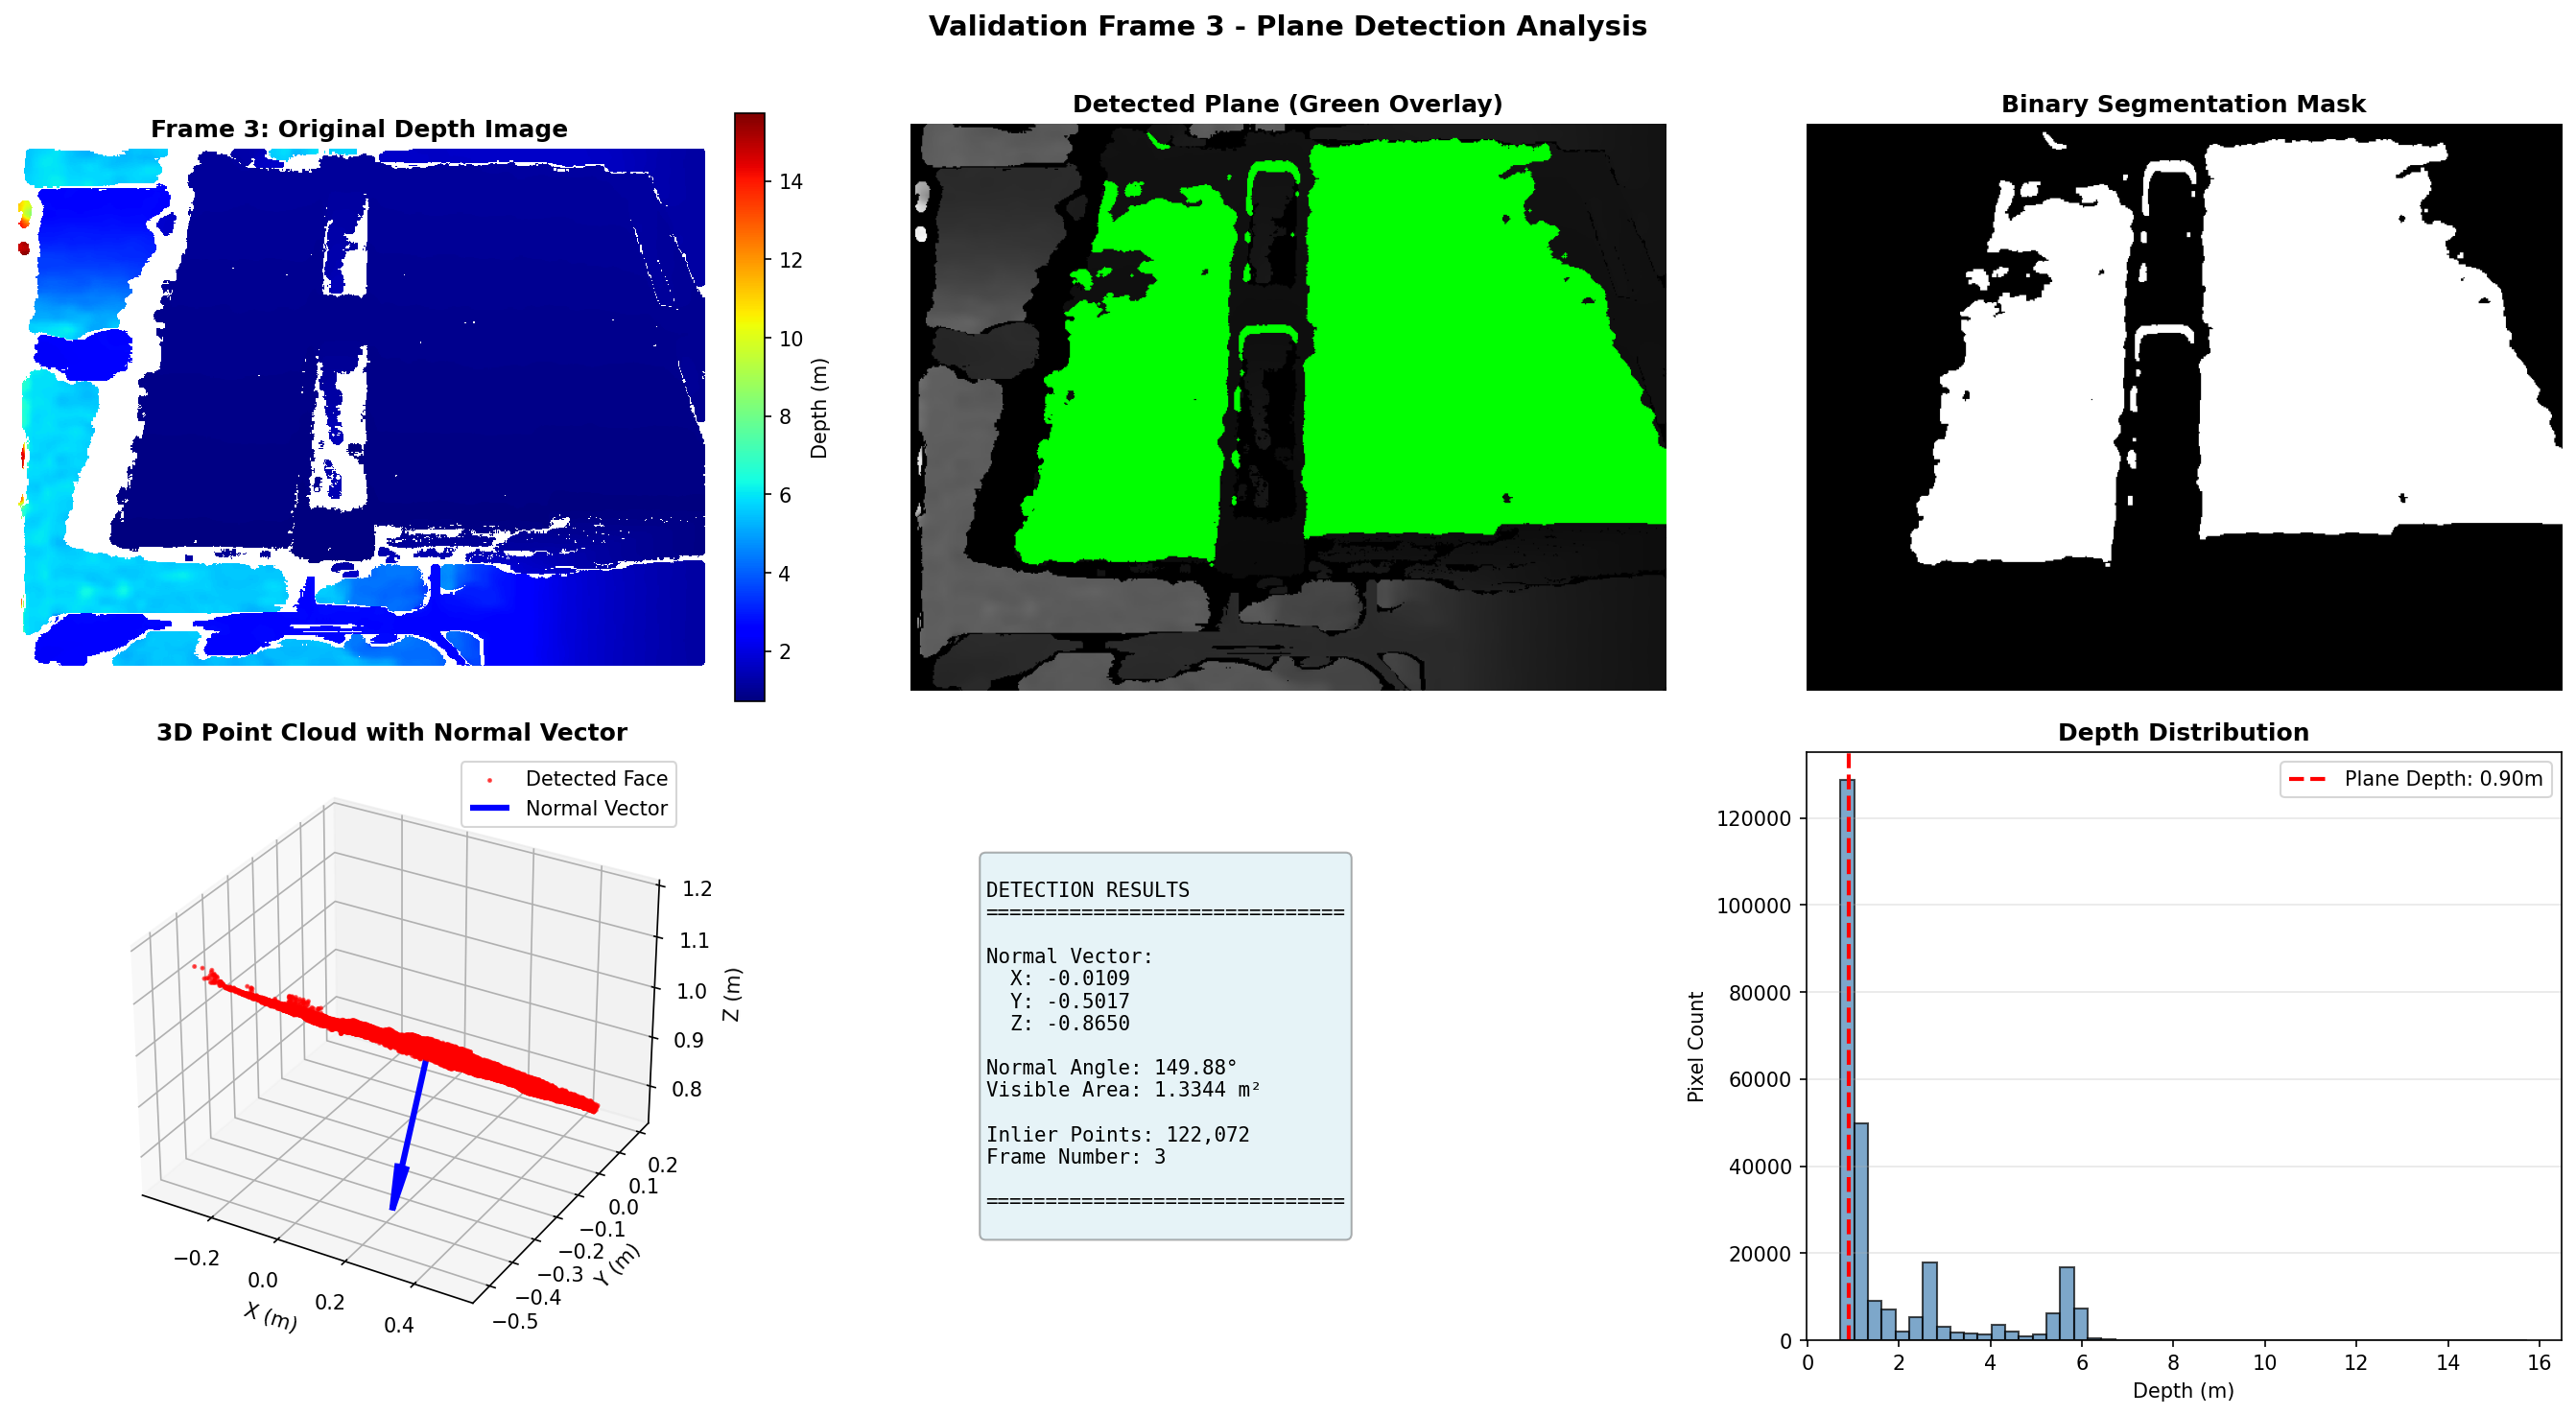 Validation Frame 3 - Plane Detection Analysis
Frame 3: Original Depth Image
14
12
10
8
6
4
2
Depth (m)
Detected Plane (Green Overlay)
Binary Segmentation Mask
3D Point Cloud with Normal Vector
Detected Face
Normal Vector
1.2
1.1
1.0
0.9
0.8
Z (m)
0.2
0.1
0.0
−0.1
−0.2
−0.3
−0.4
−0.5
Y (m)
−0.2
0.0
0.2
0.4
X (m)
DETECTION RESULTS
==============================
Normal Vector:
X: -0.0109
Y: -0.5017
Z: -0.8650
Normal Angle: 149.88°
Visible Area: 1.3344 m²
Inlier Points: 122,072
Frame Number: 3
==============================
Depth Distribution
Plane Depth: 0.90m
120000
100000
80000
60000
40000
20000
0
Pixel Count
0 2 4 6 8 10 12 14 16
Depth (m)